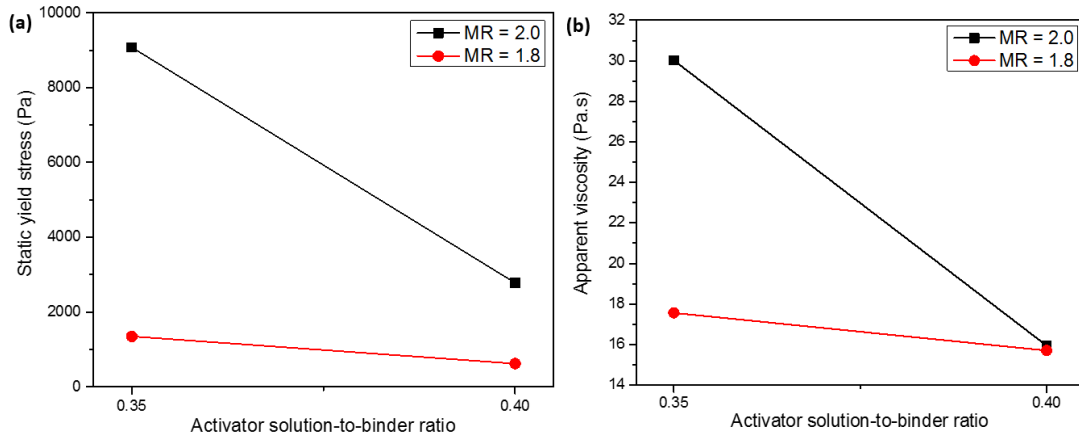 (a)
MR = 2.0
MR = 1.8
Static yield stress (Pa)
10000
8000
6000
4000
2000
0
0.35
0.40
Activator solution-to-binder ratio
(b)
MR = 2.0
MR = 1.8
Apparent viscosity (Pa.s)
32
30
28
26
24
22
20
18
16
14
0.35
0.40
Activator solution-to-binder ratio